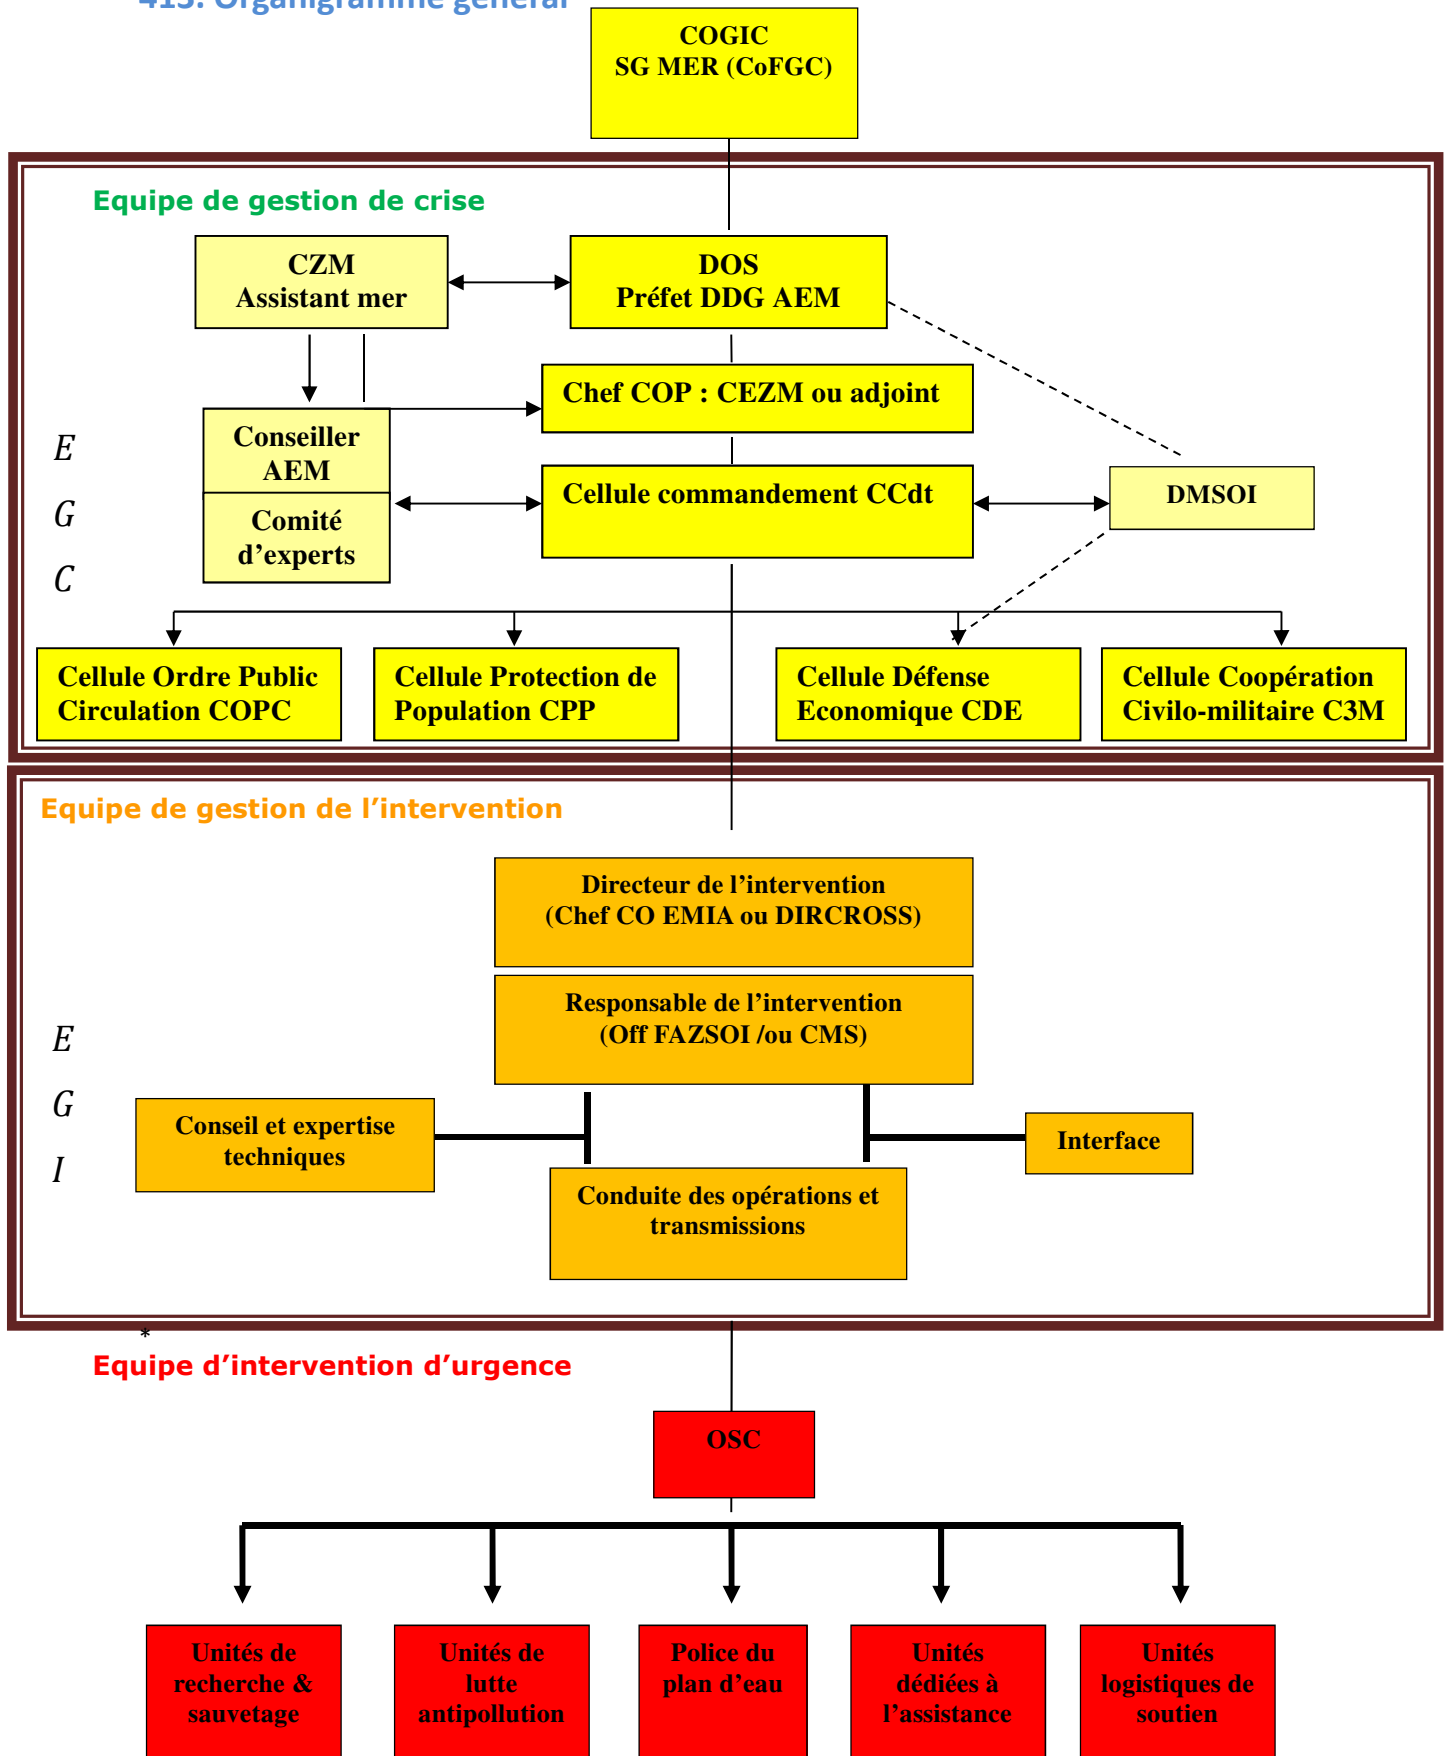 413. Organigramme général
COGIC
SG MER (CoFGC)
Equipe de gestion de crise
CZM
Assistant mer
DOS
Préfet DDG AEM
Chef COP : CEZM ou adjoint
Conseiller
AEM
Comité
d’experts
Cellule commandement CCdt
DMSOI
E
G
C
Cellule Ordre Public
Circulation COPC
Cellule Protection de
Population CPP
Cellule Défense
Economique CDE
Cellule Coopération
Civilo-militaire C3M
Equipe de gestion de l’intervention
Directeur de l’intervention
(Chef CO EMIA ou DIRCROSS)
Responsable de l’intervention
(Off FAZSOI /ou CMS)
E
G
I
Conseil et expertise
techniques
Interface
Conduite des opérations et
transmissions
*
Equipe d’intervention d’urgence
OSC
Unités de
recherche &
sauvetage
Unités de
lutte
antipollution
Police du
plan d’eau
Unités
dédiées à
l’assistance
Unités
logistiques de
soutien